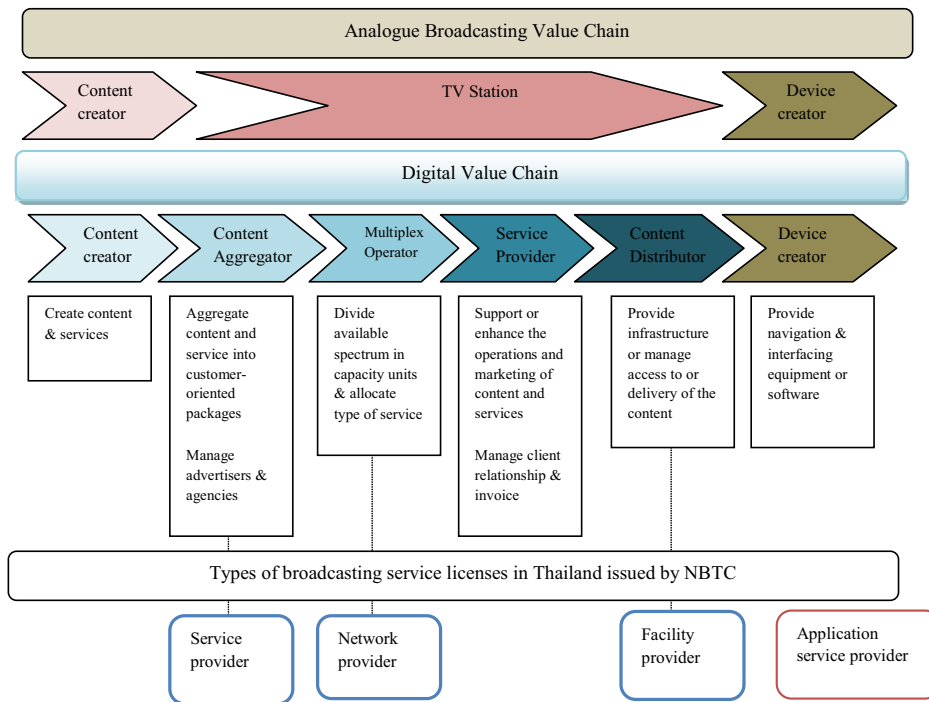 Analogue Broadcasting Value Chain
Content
creator
TV Station
Device
creator
Digital Value Chain
Content
creator
Content
Aggregator
Multiplex
Operator
Service
Provider
Content
Distributor
Device
creator
Create content
& services
Aggregate
content and
service into
customer-
oriented
packages
Manage
advertisers &
agencies
Divide
available
spectrum in
capacity units
& allocate
type of service
Support or
enhance the
operations and
marketing of
content and
services
Manage client
relationship &
invoice
Provide
infrastructure
or manage
access to or
delivery of the
content
Provide
navigation &
interfacing
equipment or
software
Types of broadcasting service licenses in Thailand issued by NBTC
Service
provider
Network
provider
Facility
provider
Application
service provider